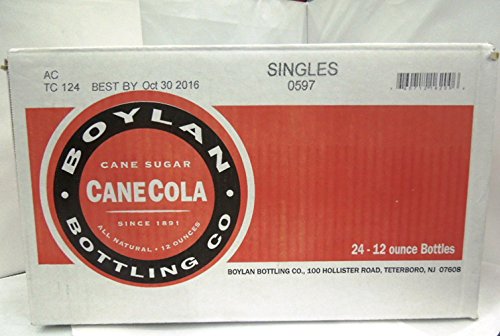 AC
TC 124 BEST BY Oct 30 2016
SINGLES
0597
BOYLAN
CANE SUGAR
CANE COLA
SINCE 1891
ALL NATURAL • 12 OUNCES
BOTTLING CO
24 - 12 ounce Bottles
BOYLAN BOTTLING CO., 100 HOLLISTER ROAD, TETERBORO, NJ 07608